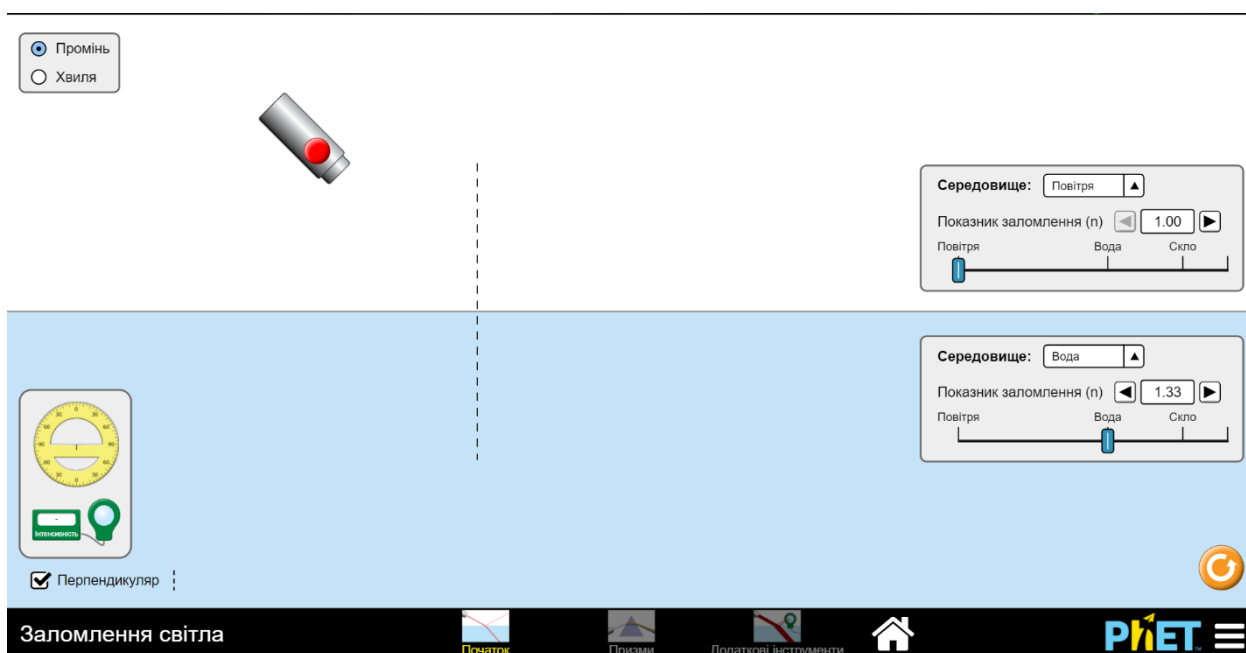 Промінь
Хвиля
Середовище: Повітря
Показник заломлення (n) 1.00
Повітря Вода Скло
Середовище: Вода
Показник заломлення (n) 1.33
Повітря Вода Скло
Інтенсивність
Перпендикуляр
Заломлення світла
Початок
Призми
Додаткові інструменти
PhET